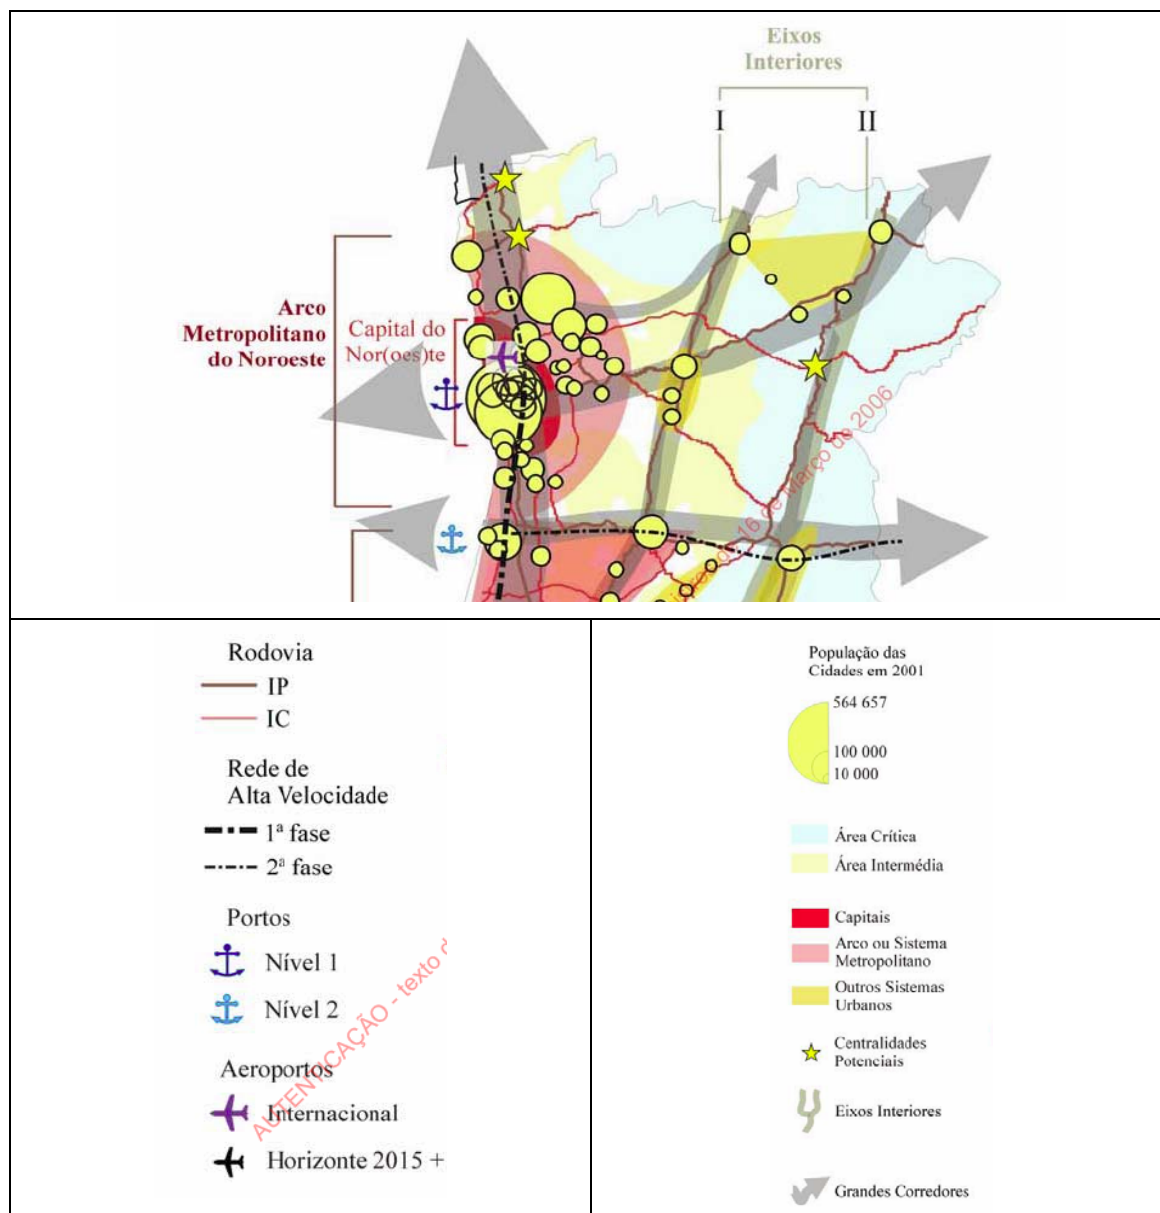 Eixos
Interiores
I
II
Arco
Metropolitano
do Noroeste
Capital do
Nor(oes)te
16 de Março de 2006
Rodovia
IP
IC
Rede de
Alta Velocidade
1ª fase
2ª fase
Portos
Nível 1
Nível 2
Aeroportos
Internacional
Horizonte 2015 +
AUTENTICAÇÃO - texto
População das
Cidades em 2001
564 657
100 000
10 000
Área Crítica
Área Intermédia
Capitais
Arco ou Sistema
Metropolitano
Outros Sistemas
Urbanos
Centralidades
Potenciais
Eixos Interiores
Grandes Corredores